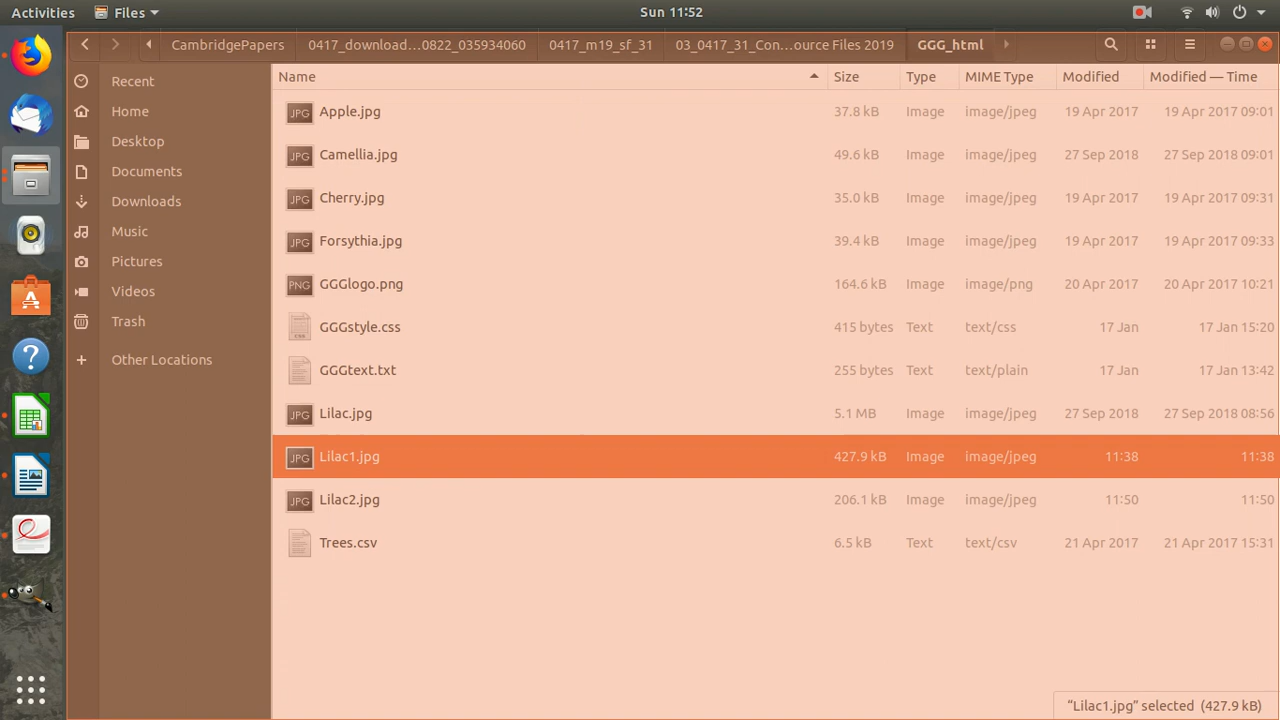 Activities Files Sun 11:52
CambridgePapers 0417_download…0822_035934060 0417_m19_sf_31 03_0417_31_Con…ource Files 2019 GGG_html
Recent
Home
Desktop
Documents
Downloads
Music
Pictures
Videos
Trash
Other Locations
Name Size Type MIME Type Modified Modified — Time
JPG Apple.jpg 37.8 kB Image image/jpeg 19 Apr 2017 19 Apr 2017 09:01
JPG Camellia.jpg 49.6 kB Image image/jpeg 27 Sep 2018 27 Sep 2018 09:01
JPG Cherry.jpg 35.0 kB Image image/jpeg 19 Apr 2017 19 Apr 2017 09:31
JPG Forsythia.jpg 39.4 kB Image image/jpeg 19 Apr 2017 19 Apr 2017 09:33
PNG GGGlogo.png 164.6 kB Image image/png 20 Apr 2017 20 Apr 2017 10:21
CSS GGGstyle.css 415 bytes Text text/css 17 Jan 17 Jan 15:20
GGGtext.txt 255 bytes Text text/plain 17 Jan 17 Jan 13:42
JPG Lilac.jpg 5.1 MB Image image/jpeg 27 Sep 2018 27 Sep 2018 08:56
JPG Lilac1.jpg 427.9 kB Image image/jpeg 11:38 11:38
JPG Lilac2.jpg 206.1 kB Image image/jpeg 11:50 11:50
Trees.csv 6.5 kB Text text/csv 21 Apr 2017 21 Apr 2017 15:31
“Lilac1.jpg” selected (427.9 kB)